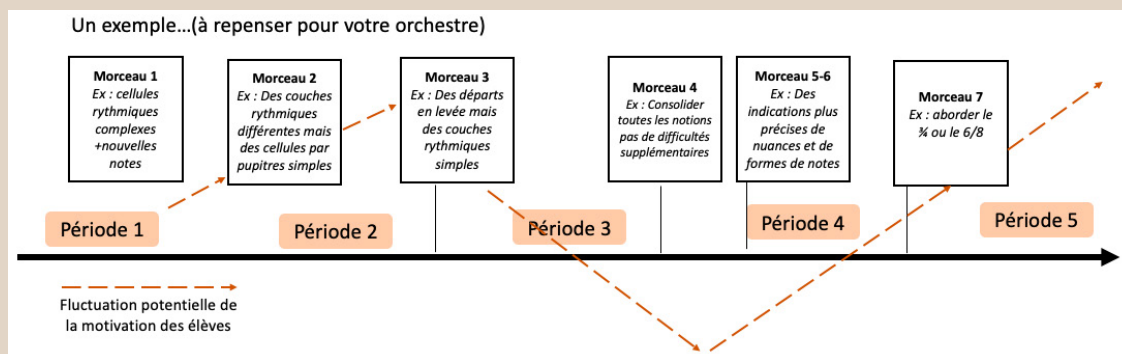 Un exemple…(à repenser pour votre orchestre)
Morceau 1
Ex : cellules
rythmiques
complexes
+nouvelles
notes
Morceau 2
Ex : Des couches
rythmiques
différentes mais
des cellules par
pupitres simples
Morceau 3
Ex : Des départs
en levée mais
des couches
rythmiques
simples
Morceau 4
Ex : Consolider
toutes les notions
pas de difficultés
supplémentaires
Morceau 5-6
Ex : Des
indications plus
précises de
nuances et de
formes de notes
Morceau 7
Ex : aborder le
¾ ou le 6/8
Période 1
Période 2
Période 3
Période 4
Période 5
Fluctuation potentielle de
la motivation des élèves